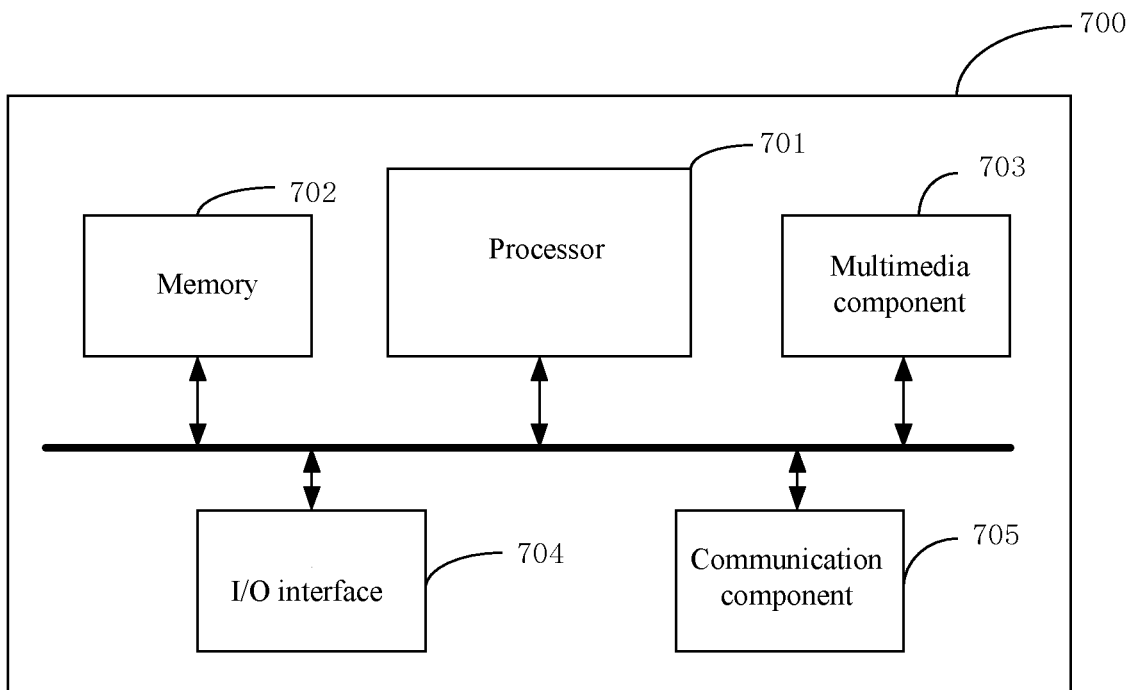 700
701
702
703
Processor
Memory
Multimedia
component
704
705
I/O interface
Communication
component